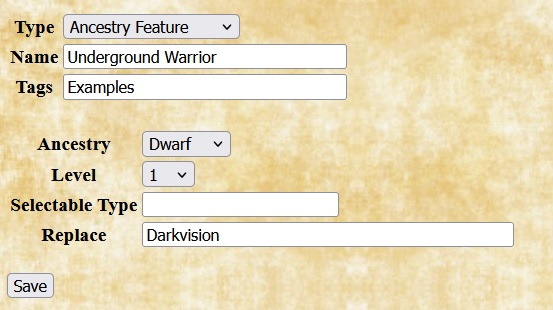 Type Ancestry Feature
Name Underground Warrior
Tags Examples
Ancestry Dwarf
Level 1
Selectable Type
Replace Darkvision
Save